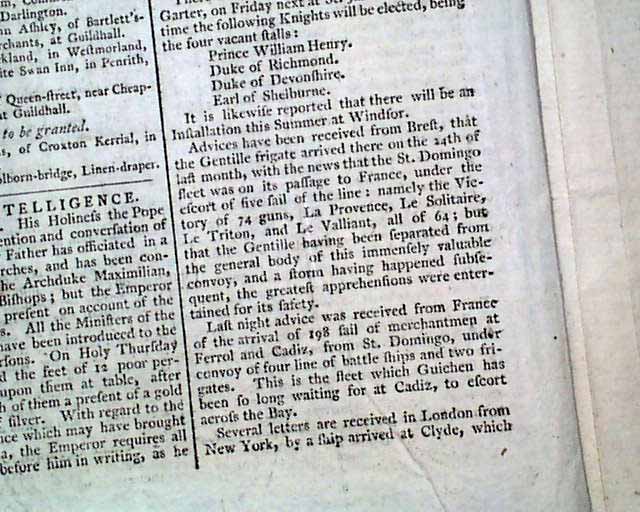 Darlington.
nn Ashley, of Bartlett's-
rchants, at Guildhall.
kland, in Westmorland,
ite Swan Inn, in Penrith,
Queen-street, near Cheap-
at Guildhall.
to be granted.
s, of Croxton Kerrial, in
olborn-bridge, Linen-draper.
TELLIGENCE.
His Holiness the Pope
ention and conversation of
Father has officiated in a
rches, and has been con-
he Archduke Maximilian,
Bishops; but the Emperor
present on account of the
s. All the Ministers of the
have been introduced to the
rsons. On Holy Thursday
d the feet of 12 poor per-
upon them at table, after
h of them a present of a gold
silver. With regard to the
nce which may have brought
a, the Emperor requires all
before him in writing, as he
Garter, on Friday next at
time the following Knights will be elected, being
the four vacant stalls:
Prince William Henry.
Duke of Richmond.
Duke of Devonshire.
Earl of Shelburne.
It is likewise reported that there will be an
Installation this Summer at Windsor.
Advices have been received from Brest, that
the Gentille frigate arrived there on the 24th of
last month, with the news that the St. Domingo
fleet was on its passage to France, under the
escort of five sail of the line: namely the Vic-
tory of 74 guns, La Provence, Le Solitaire,
Le Triton, and Le Valliant, all of 64; but
that the Gentille having been separated from
the general body of this immensely valuable
convoy, and a storm having happened subse-
quent, the greatest apprehensions were enter-
tained for its safety.
Last night advice was received from France
of the arrival of 198 sail of merchantmen at
Ferrol and Cadiz, from St. Domingo, under
convoy of four line of battle ships and two fri-
gates. This is the fleet which Guichen has
been so long waiting for at Cadiz, to escort
across the Bay.
Several letters are received in London from
New York, by a ship arrived at Clyde, which